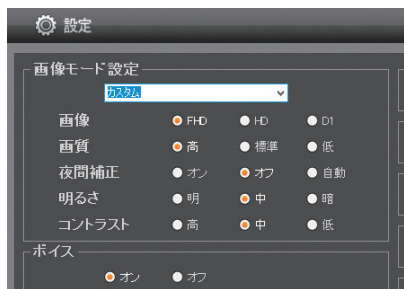 設定
画像モード設定
カスタム
画像 FHD HD D1
画質 高 標準 低
夜間補正 オン オフ 自動
明るさ 明 中 暗
コントラスト 高 中 低
ボイス
オン オフ